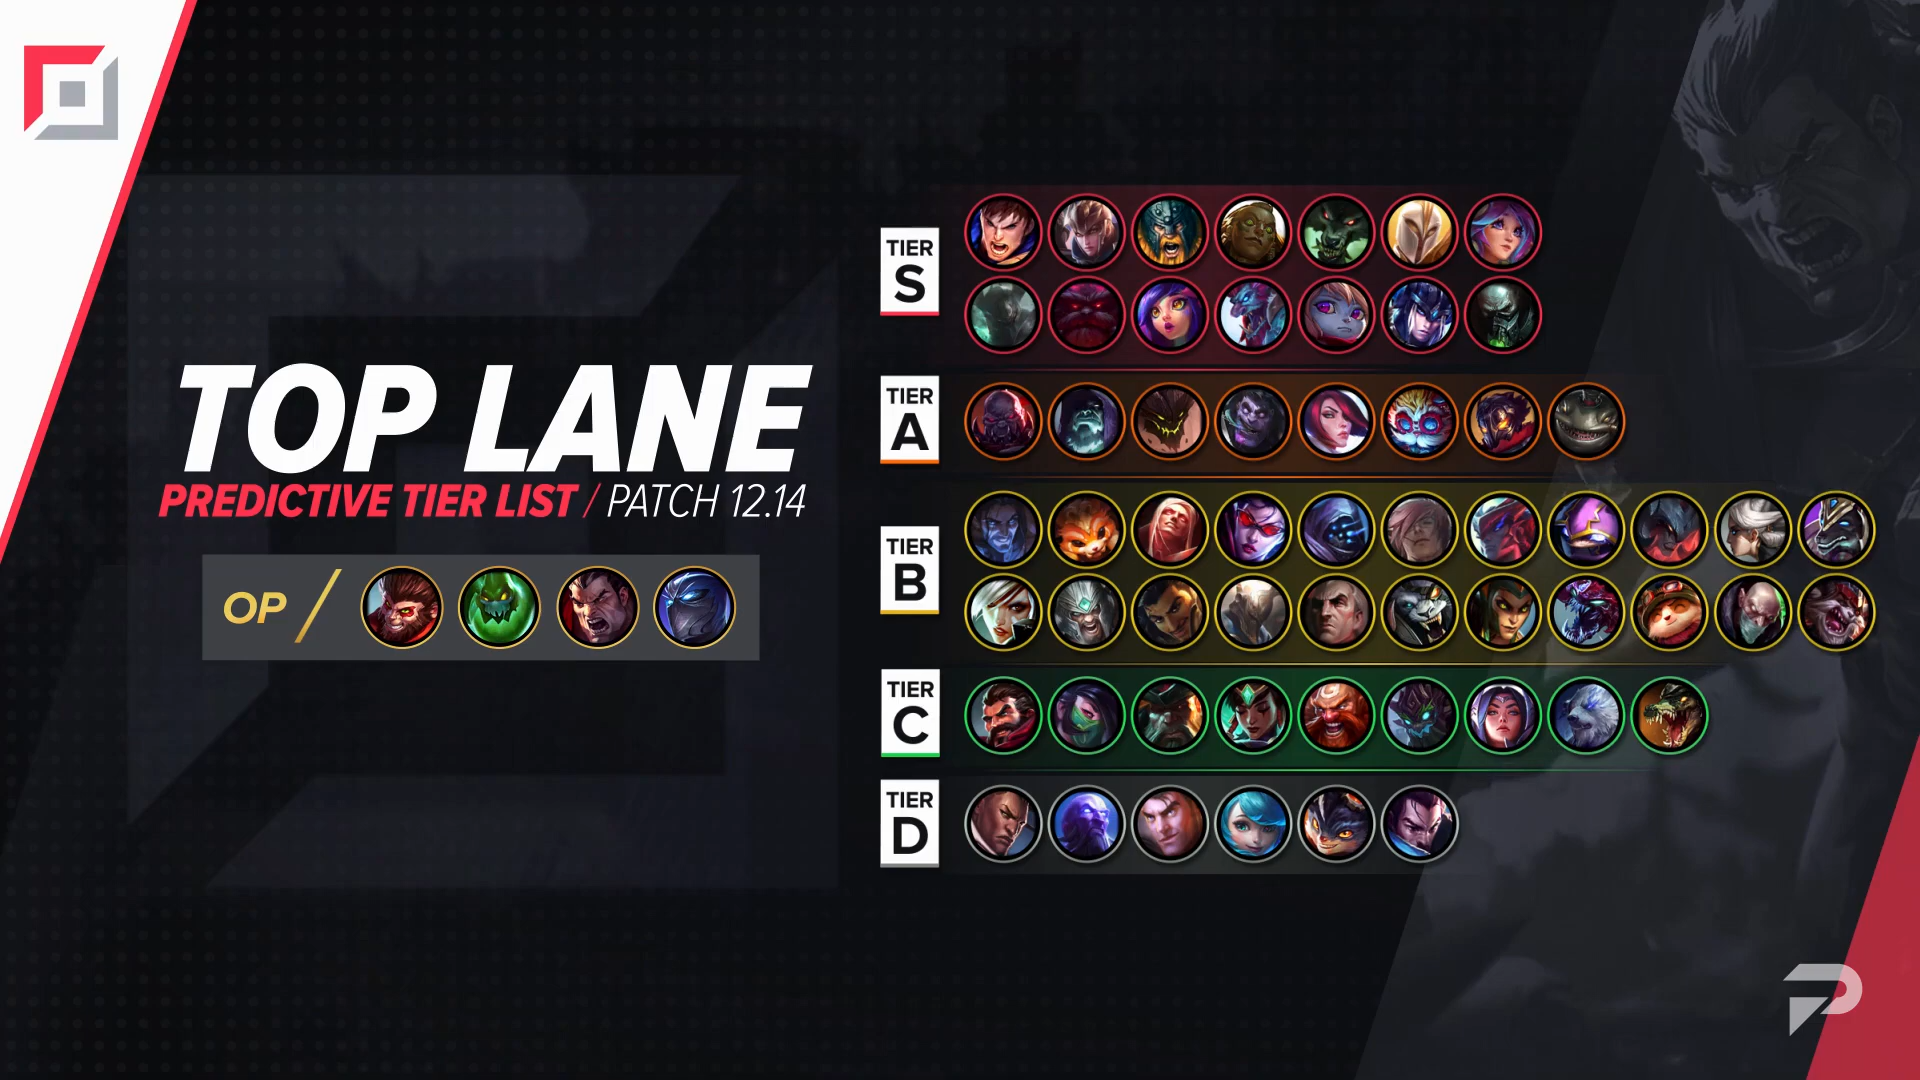 TOP LANE
PREDICTIVE TIER LIST / PATCH 12.14
OP /
TIER
S
TIER
A
TIER
B
TIER
C
TIER
D